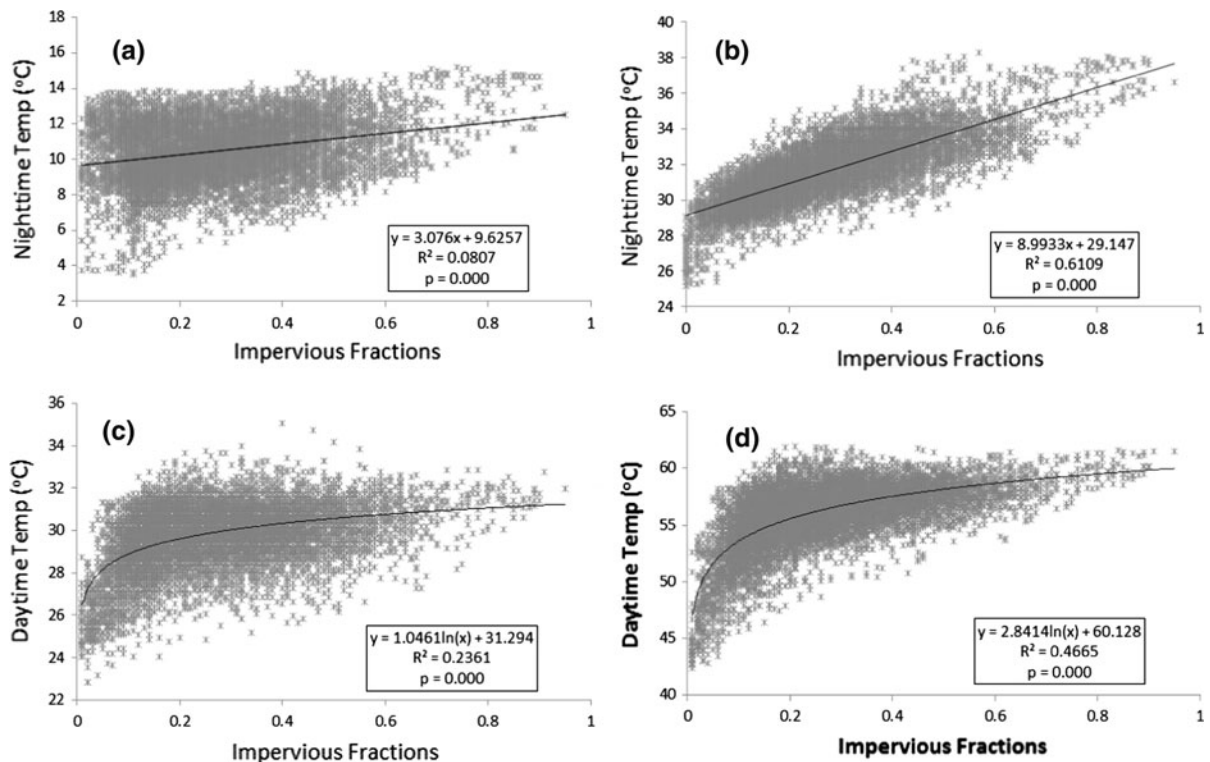 (a)
Nighttime Temp (°C)
18
16
14
12
10
8
6
4
2
y = 3.076x + 9.6257
R² = 0.0807
p = 0.000
0 0.2 0.4 0.6 0.8 1
Impervious Fractions
(b)
Nighttime Temp (°C)
40
38
36
34
32
30
28
26
24
y = 8.9933x + 29.147
R² = 0.6109
p = 0.000
0 0.2 0.4 0.6 0.8 1
Impervious Fractions
(c)
Daytime Temp (°C)
36
34
32
30
28
26
24
22
y = 1.0461ln(x) + 31.294
R² = 0.2361
p = 0.000
0 0.2 0.4 0.6 0.8 1
Impervious Fractions
(d)
Daytime Temp (°C)
65
60
55
50
45
40
y = 2.8414ln(x) + 60.128
R² = 0.4665
p = 0.000
0 0.2 0.4 0.6 0.8 1
Impervious Fractions